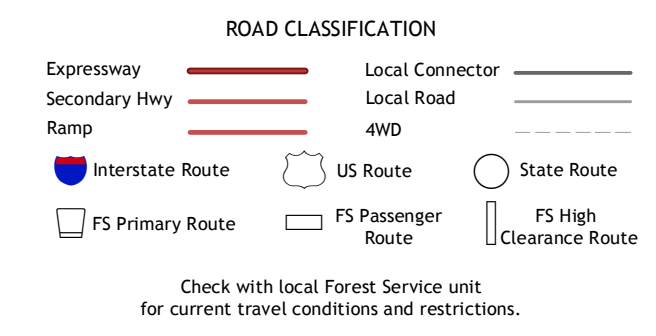 ROAD CLASSIFICATION
Expressway
Local Connector
Secondary Hwy
Local Road
Ramp
4WD
Interstate Route
US Route
State Route
FS Primary Route
FS Passenger
Route
FS High
Clearance Route
Check with local Forest Service unit
for current travel conditions and restrictions.